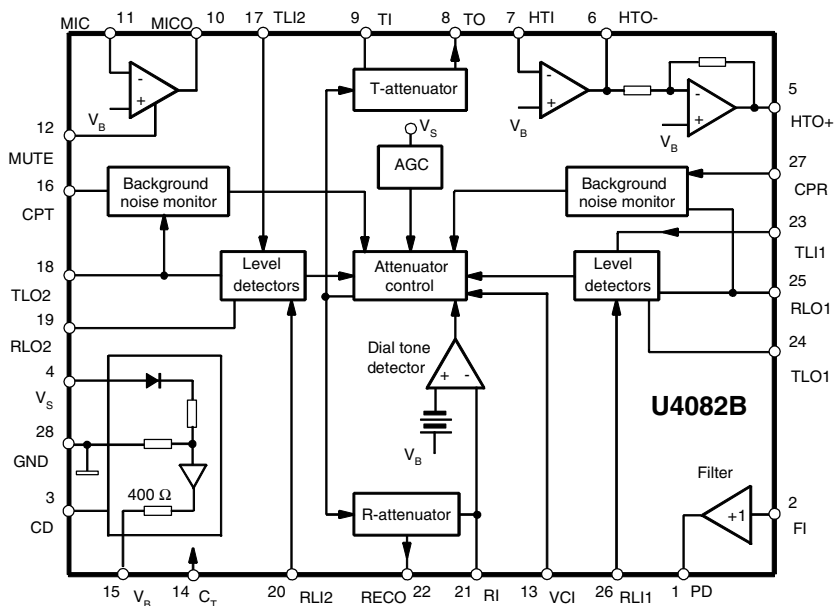 MIC 11 MICO 10 17 TLI2 9 TI 8 TO 7 HTI 6 HTO-
- + V_B
T-attenuator
- + V_B
- + V_B
5
HTO+
12
MUTE
V_S
AGC
16
CPT
Background
noise monitor
Background
noise monitor
27
CPR
23
TLI1
18
TLO2
Level
detectors
Attenuator
control
Level
detectors
25
RLO1
19
RLO2
24
TLO1
Dial tone
detector
+ -
V_B
U4082B
4
V_S
28
GND
400 Ω
3
CD
R-attenuator
Filter
+1
2
FI
15 V_B 14 C_T 20 RLI2 RECO 22 21 RI 13 VCI 26 RLI1 1 PD